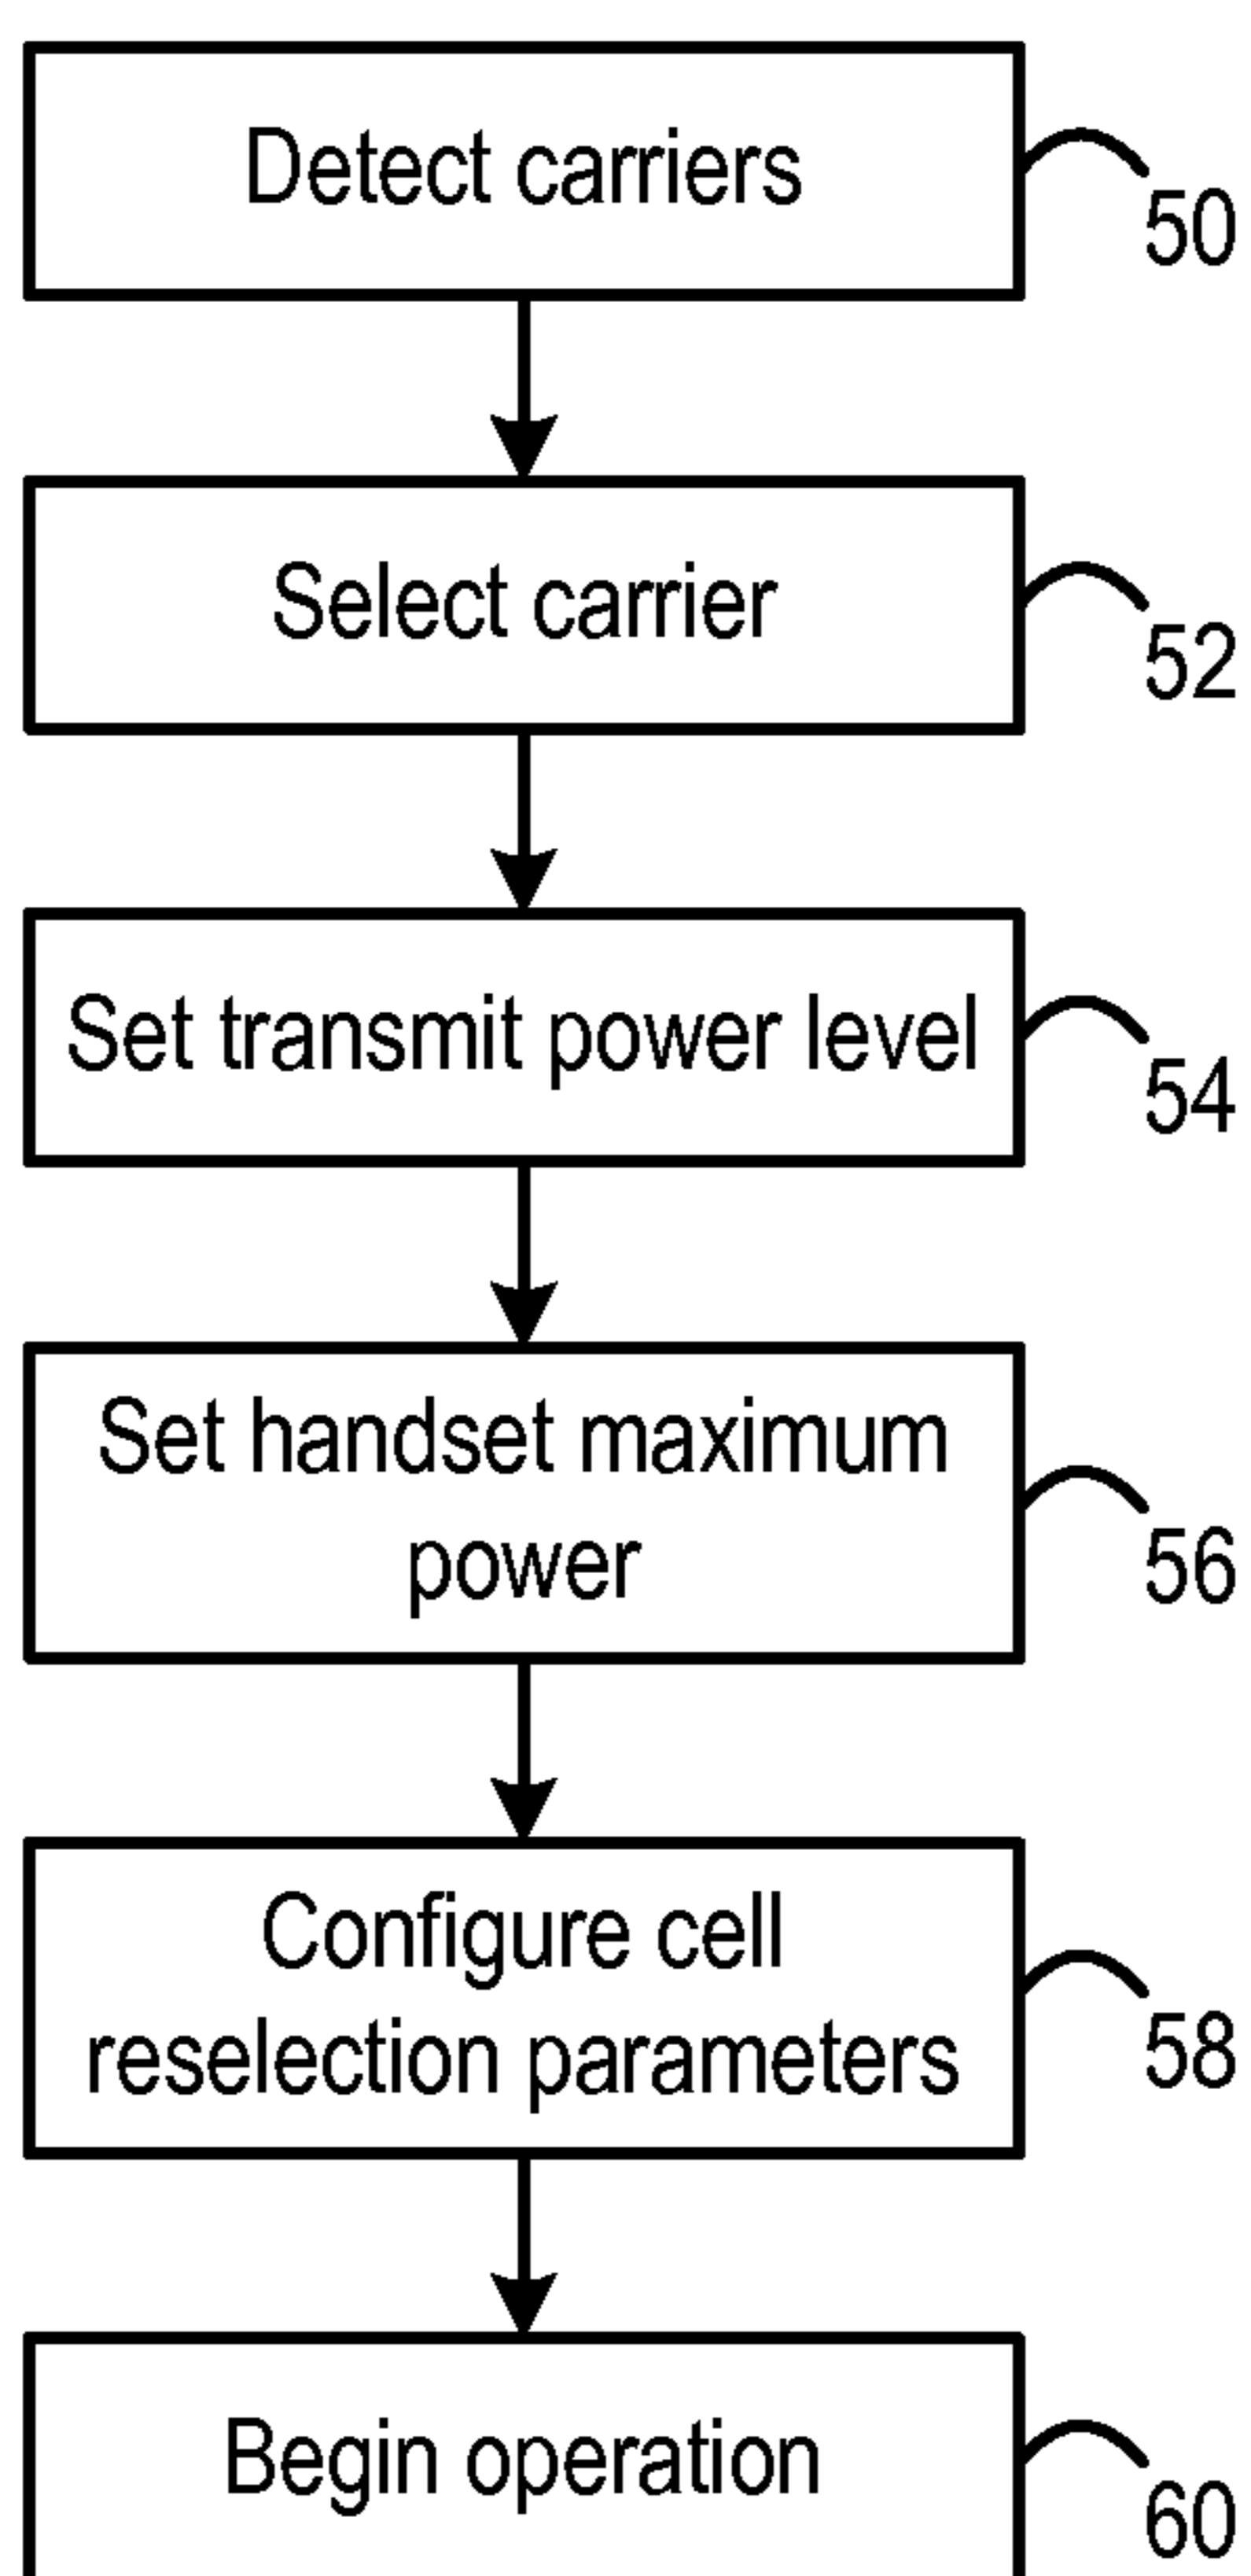 Detect carriers
50
Select carrier
52
Set transmit power level
54
Set handset maximum
power
56
Configure cell
reselection parameters
58
Begin operation
60